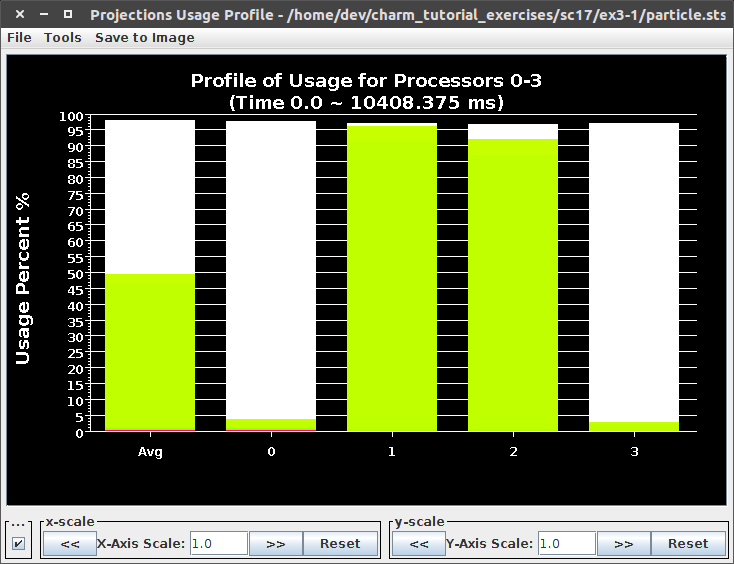 Projections Usage Profile - /home/dev/charm_tutorial_exercises/sc17/ex3-1/particle.sts
File Tools Save to Image
Profile of Usage for Processors 0-3
(Time 0.0 ~ 10408.375 ms)
Usage Percent %
100
95
90
85
80
75
70
65
60
55
50
45
40
35
30
25
20
15
10
5
0
Avg 0 1 2 3
... x-scale y-scale
<< X-Axis Scale: 1.0 >> Reset << Y-Axis Scale: 1.0 >> Reset